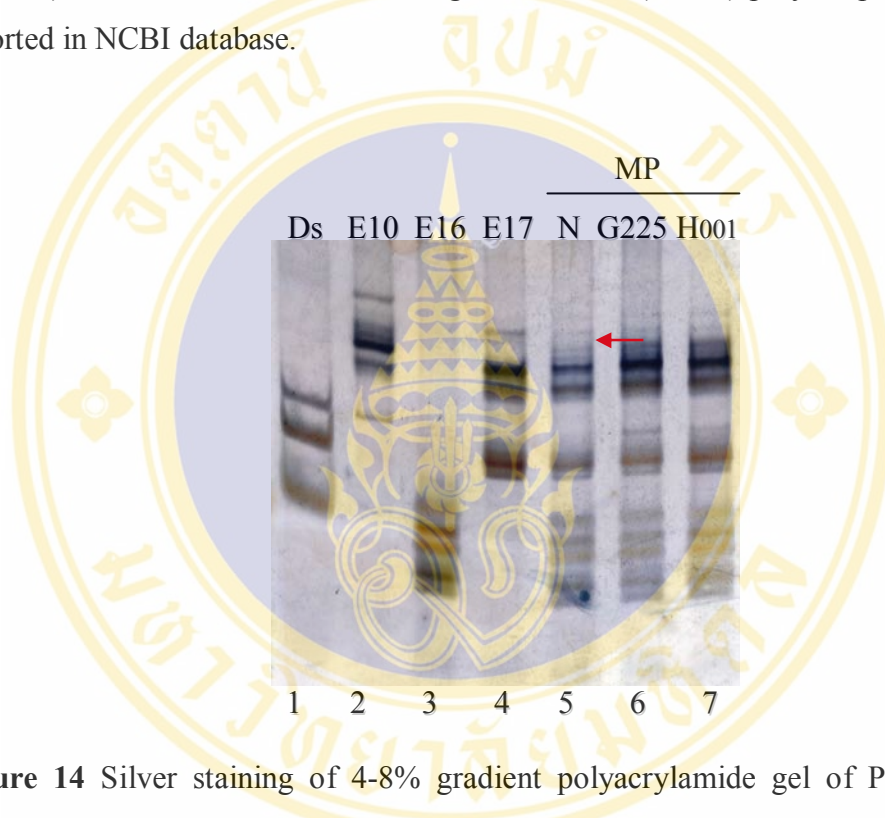 orted in NCBI database.
MP
Ds E10 E16 E17 N G225 H001
1 2 3 4 5 6 7
ure 14 Silver staining of 4-8% gradient polyacrylamide gel of P